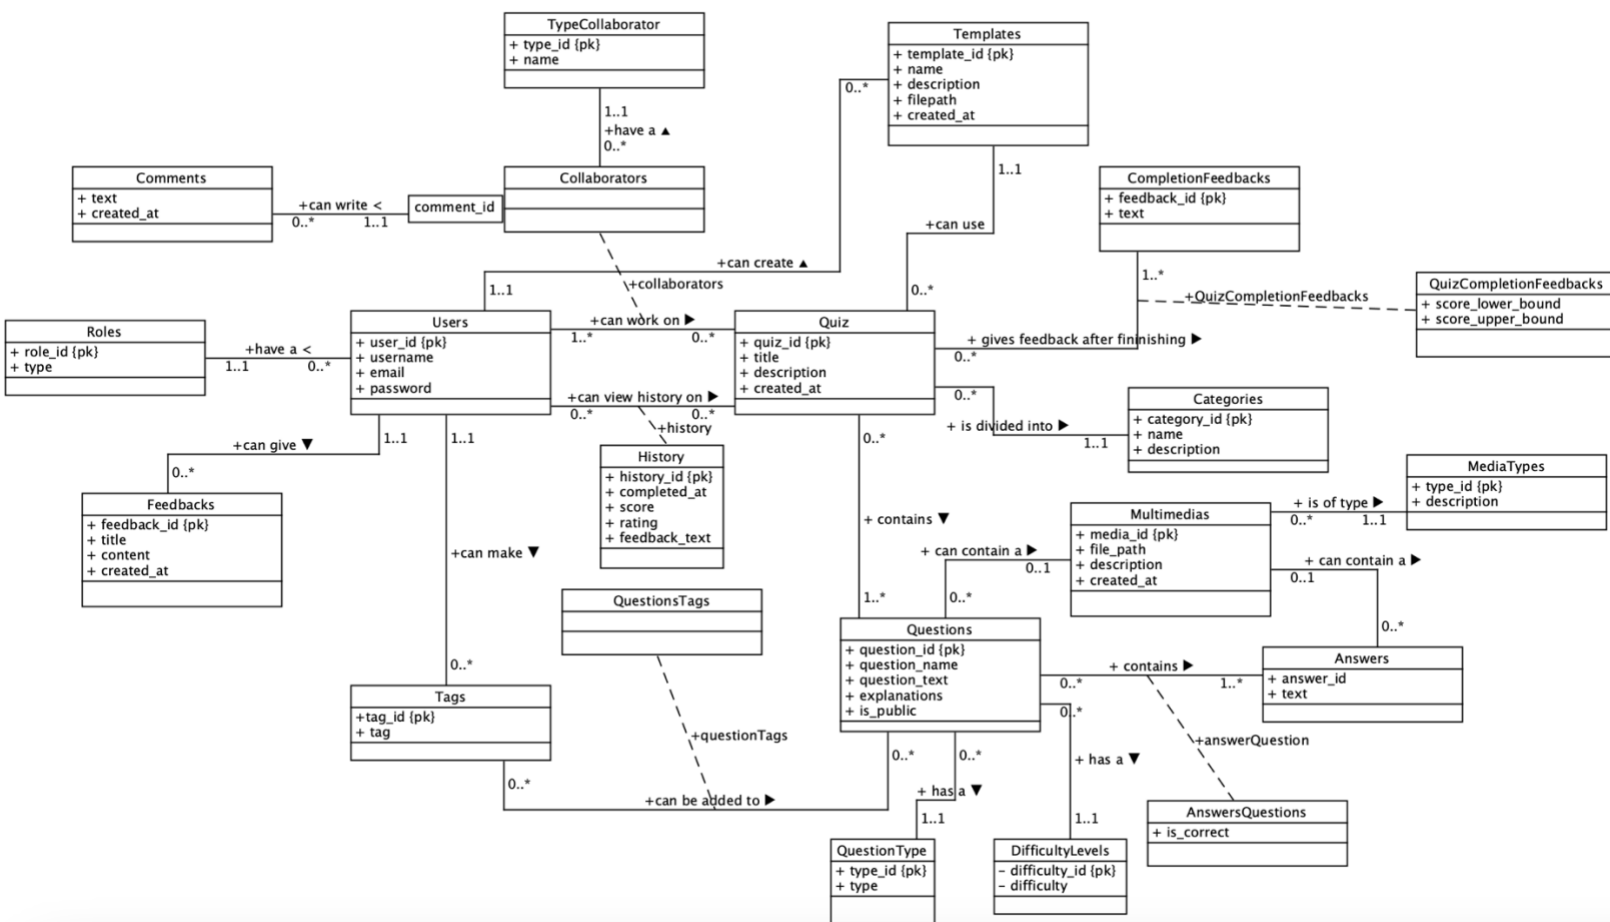 TypeCollaborator
+ type_id {pk}
+ name
1..1
+have a ▲
0..*
Templates
+ template_id {pk}
+ name
+ description
+ filepath
+ created_at
0..*
1..1
+can use
0..*
Comments
+ text
+ created_at
+can write <
0..*
1..1
comment_id
Collaborators
+collaborators
+can create ▲
1..1
CompletionFeedbacks
+ feedback_id {pk}
+ text
1..*
+QuizCompletionFeedbacks
QuizCompletionFeedbacks
+ score_lower_bound
+ score_upper_bound
Roles
+ role_id {pk}
+ type
+have a <
1..1
0..*
Users
+ user_id {pk}
+ username
+ email
+ password
+can work on ▶
1..*
0..*
Quiz
+ quiz_id {pk}
+ title
+ description
+ created_at
+ gives feedback after fininishing ▶
0..*
+can view history on ▶
0..*
0..*
+history
History
+ history_id {pk}
+ completed_at
+ score
+ rating
+ feedback_text
0..*
+ is divided into ▶
1..1
Categories
+ category_id {pk}
+ name
+ description
+can give ▼
1..1
0..*
Feedbacks
+ feedback_id {pk}
+ title
+ content
+ created_at
1..1
+can make ▼
0..*
0..*
+ contains ▼
1..*
Multimedias
+ media_id {pk}
+ file_path
+ description
+ created_at
+ is of type ▶
0..*
1..1
MediaTypes
+ type_id {pk}
+ description
+ can contain a ▶
0..1
0..*
+ can contain a ▶
0..1
0..*
QuestionsTags
+questionTags
Questions
+ question_id {pk}
+ question_name
+ question_text
+ explanations
+ is_public
+ contains ▶
0..*
1..*
Answers
+ answer_id
+ text
+answerQuestion
AnswersQuestions
+ is_correct
Tags
+tag_id {pk}
+ tag
0..*
+can be added to ▶
0..*
0..*
+ has a ▼
1..1
QuestionType
+ type_id {pk}
+ type
0..*
+ has a ▼
1..1
DifficultyLevels
− difficulty_id {pk}
− difficulty